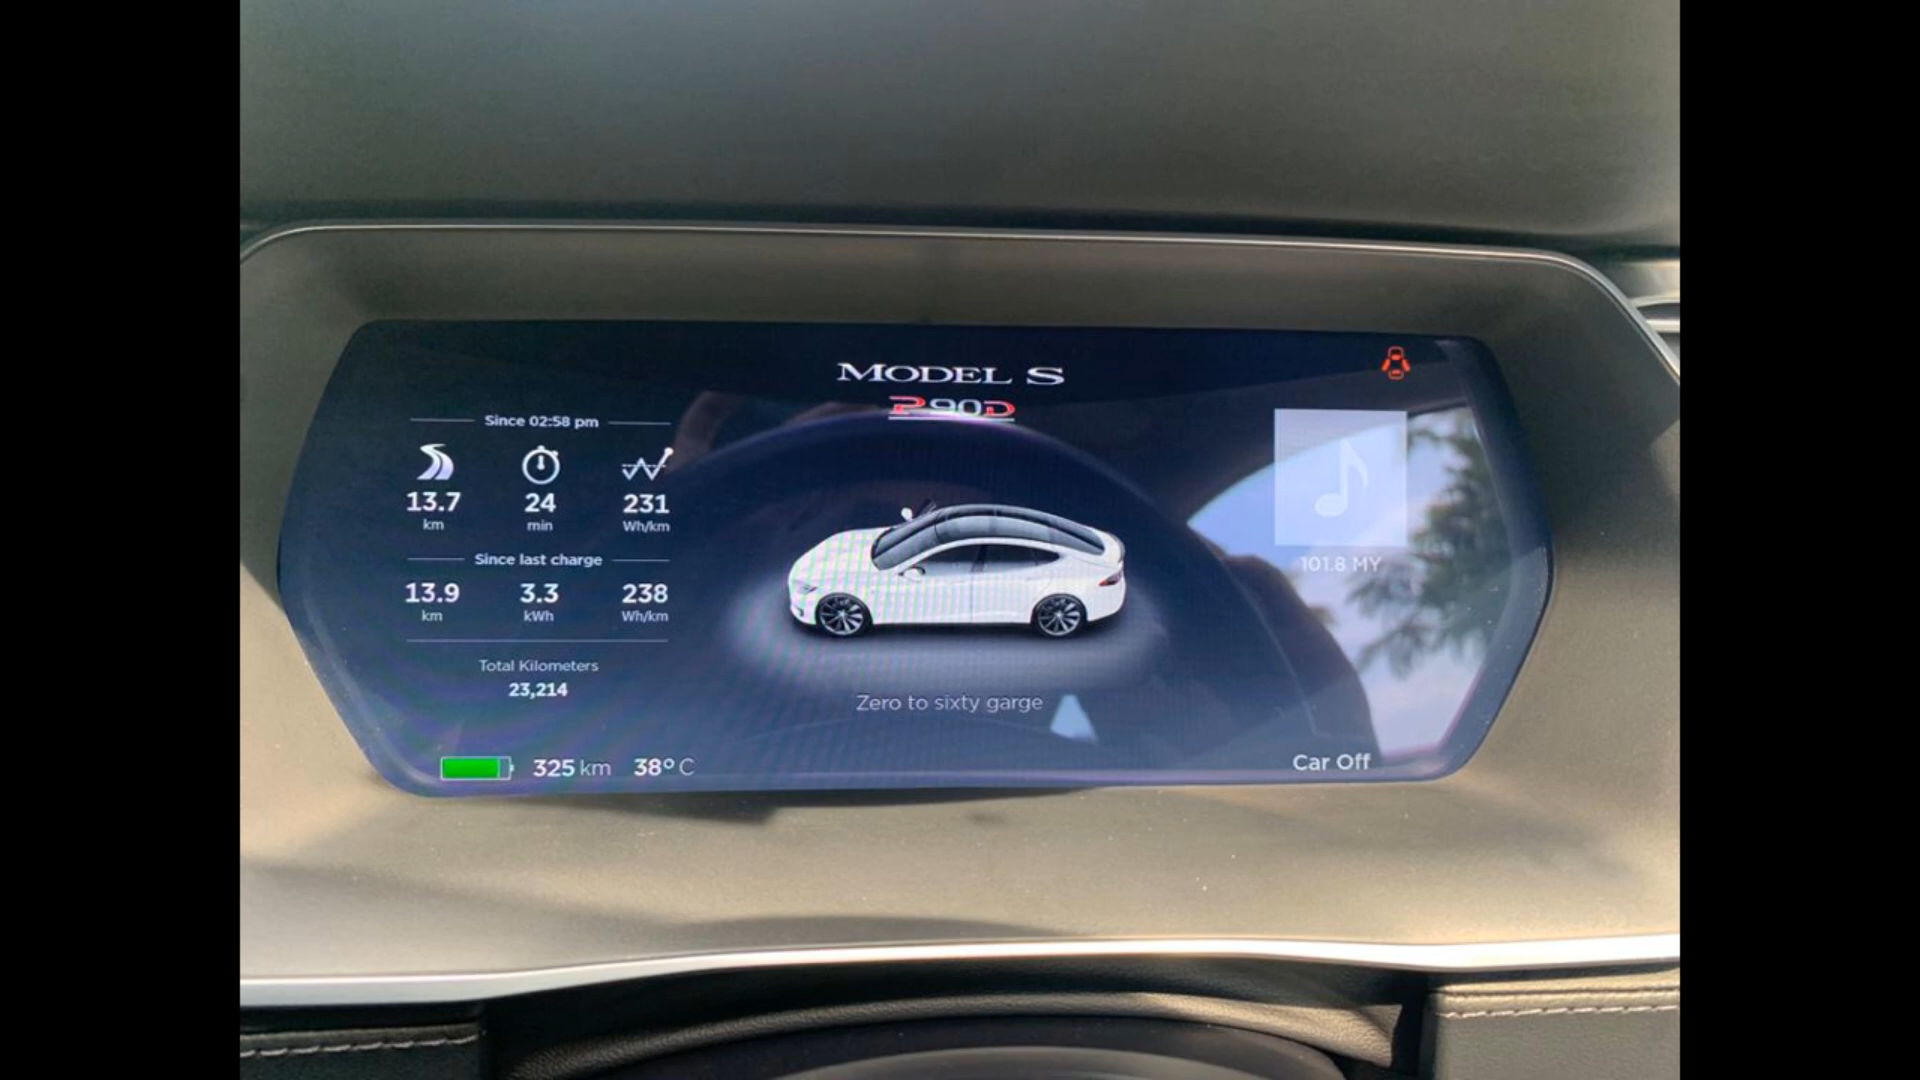 MODEL S
P90D
Since 02:58 pm
13.7 24 231
km min Wh/km
Since last charge
13.9 3.3 238
km kWh Wh/km
Total Kilometers
23,214
101.8 MY
Zero to sixty garge
325 km 38° C
Car Off